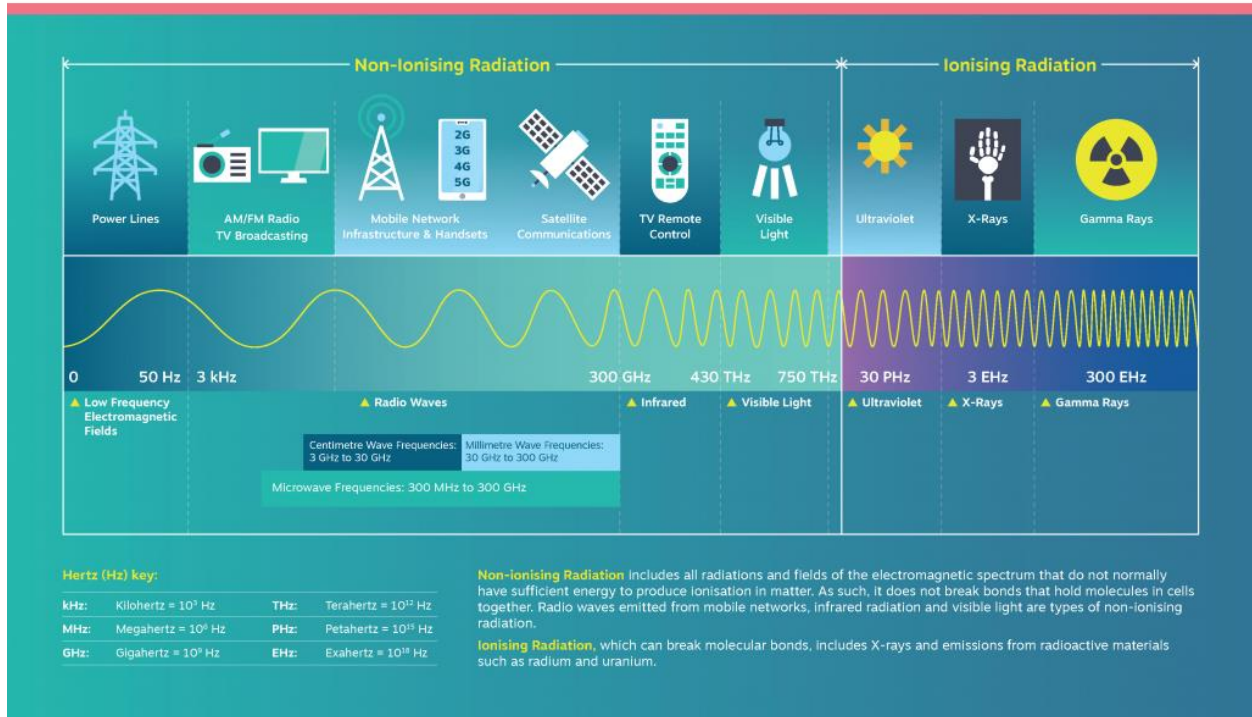 Non-Ionising Radiation
Ionising Radiation
2G
3G
4G
5G
Power Lines
AM/FM Radio
TV Broadcasting
Mobile Network
Infrastructure & Handsets
Satellite
Communications
TV Remote
Control
Visible
Light
Ultraviolet
X-Rays
Gamma Rays
0
50 Hz
3 kHz
300 GHz
430 THz
750 THz
30 PHz
3 EHz
300 EHz
Low Frequency
Electromagnetic
Fields
Radio Waves
Infrared
Visible Light
Ultraviolet
X-Rays
Gamma Rays
Centimetre Wave Frequencies:
3 GHz to 30 GHz
Millimetre Wave Frequencies:
30 GHz to 300 GHz
Microwave Frequencies: 300 MHz to 300 GHz
Hertz (Hz) key:
kHz: Kilohertz = 10³ Hz THz: Terahertz = 10¹² Hz
MHz: Megahertz = 10⁶ Hz PHz: Petahertz = 10¹⁵ Hz
GHz: Gigahertz = 10⁹ Hz EHz: Exahertz = 10¹⁸ Hz
Non-ionising Radiation includes all radiations and fields of the electromagnetic spectrum that do not normally
have sufficient energy to produce ionisation in matter. As such, it does not break bonds that hold molecules in cells
together. Radio waves emitted from mobile networks, infrared radiation and visible light are types of non-ionising
radiation.
Ionising Radiation, which can break molecular bonds, includes X-rays and emissions from radioactive materials
such as radium and uranium.